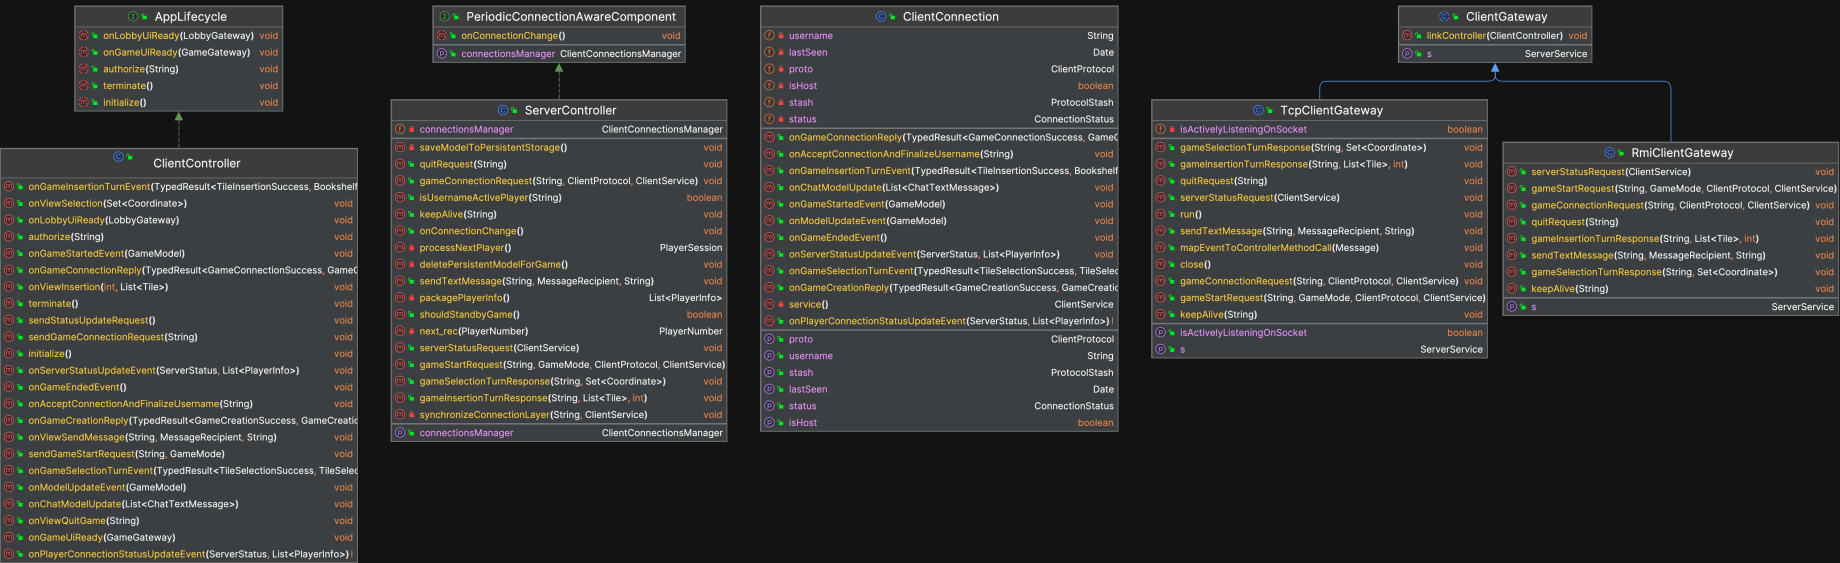 AppLifecycle
onLobbyUiReady(LobbyGateway) void
onGameUiReady(GameGateway) void
authorize(String) void
terminate() void
initialize() void
ClientController
onGameInsertionTurnEvent(TypedResult<TileInsertionSuccess, Bookshelf
onViewSelection(Set<Coordinate>) void
onLobbyUiReady(LobbyGateway) void
authorize(String) void
onGameStartedEvent(GameModel) void
onGameConnectionReply(TypedResult<GameConnectionSuccess, GameC
onViewInsertion(int, List<Tile>) void
terminate() void
sendStatusUpdateRequest() void
sendGameConnectionRequest(String) void
initialize() void
onServerStatusUpdateEvent(ServerStatus, List<PlayerInfo>) void
onGameEndedEvent() void
onAcceptConnectionAndFinalizeUsername(String) void
onGameCreationReply(TypedResult<GameCreationSuccess, GameCreatio
onViewSendMessage(String, MessageRecipient, String) void
sendGameStartRequest(String, GameMode) void
onGameSelectionTurnEvent(TypedResult<TileSelectionSuccess, TileSelec
onModelUpdateEvent(GameModel) void
onChatModelUpdate(List<ChatTextMessage>) void
onViewQuitGame(String) void
onGameUiReady(GameGateway) void
onPlayerConnectionStatusUpdateEvent(ServerStatus, List<PlayerInfo>)
PeriodicConnectionAwareComponent
onConnectionChange() void
connectionsManager ClientConnectionsManager
ServerController
connectionsManager ClientConnectionsManager
saveModelToPersistentStorage() void
quitRequest(String) void
gameConnectionRequest(String, ClientProtocol, ClientService) void
isUsernameActivePlayer(String) boolean
keepAlive(String) void
onConnectionChange() void
processNextPlayer() PlayerSession
deletePersistentModelForGame() void
sendTextMessage(String, MessageRecipient, String) void
packagePlayerInfo() List<PlayerInfo>
shouldStandbyGame() boolean
next_rec(PlayerNumber) PlayerNumber
serverStatusRequest(ClientService) void
gameStartRequest(String, GameMode, ClientProtocol, ClientService) void
gameSelectionTurnResponse(String, Set<Coordinate>) void
gameInsertionTurnResponse(String, List<Tile>, int) void
synchronizeConnectionLayer(String, ClientService) void
connectionsManager ClientConnectionsManager
ClientConnection
username String
lastSeen Date
proto ClientProtocol
isHost boolean
stash ProtocolStash
status ConnectionStatus
onGameConnectionReply(TypedResult<GameConnectionSuccess, GameC
onAcceptConnectionAndFinalizeUsername(String) void
onGameInsertionTurnEvent(TypedResult<TileInsertionSuccess, Bookshelf
onChatModelUpdate(List<ChatTextMessage>) void
onGameStartedEvent(GameModel) void
onModelUpdateEvent(GameModel) void
onGameEndedEvent() void
onServerStatusUpdateEvent(ServerStatus, List<PlayerInfo>) void
onGameSelectionTurnEvent(TypedResult<TileSelectionSuccess, TileSelec
onGameCreationReply(TypedResult<GameCreationSuccess, GameCreatio
service() ClientService
onPlayerConnectionStatusUpdateEvent(ServerStatus, List<PlayerInfo>)
proto ClientProtocol
username String
stash ProtocolStash
lastSeen Date
status ConnectionStatus
isHost boolean
ClientGateway
linkController(ClientController) void
s ServerService
TcpClientGateway
isActivelyListeningOnSocket boolean
gameSelectionTurnResponse(String, Set<Coordinate>) void
gameInsertionTurnResponse(String, List<Tile>, int) void
quitRequest(String) void
serverStatusRequest(ClientService) void
run() void
sendTextMessage(String, MessageRecipient, String) void
mapEventToControllerMethodCall(Message) void
close() void
gameConnectionRequest(String, ClientProtocol, ClientService) void
gameStartRequest(String, GameMode, ClientProtocol, ClientService) void
keepAlive(String) void
isActivelyListeningOnSocket boolean
s ServerService
RmiClientGateway
serverStatusRequest(ClientService) void
gameStartRequest(String, GameMode, ClientProtocol, ClientService) void
gameConnectionRequest(String, ClientProtocol, ClientService) void
quitRequest(String) void
gameInsertionTurnResponse(String, List<Tile>, int) void
sendTextMessage(String, MessageRecipient, String) void
gameSelectionTurnResponse(String, Set<Coordinate>) void
keepAlive(String) void
s ServerService